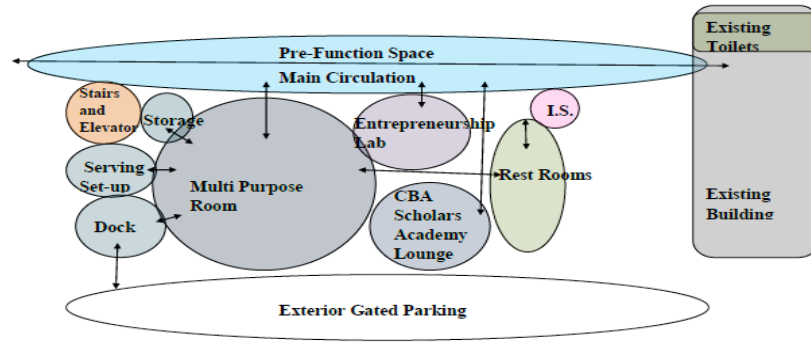 Existing
Toilets
Pre-Function Space
Main Circulation
Stairs
and
Elevator
Storage
I.S.
Entrepreneurship
Lab
Serving
Set-up
Multi Purpose
Room
Rest Rooms
CBA
Scholars
Academy
Lounge
Existing
Building
Dock
Exterior Gated Parking